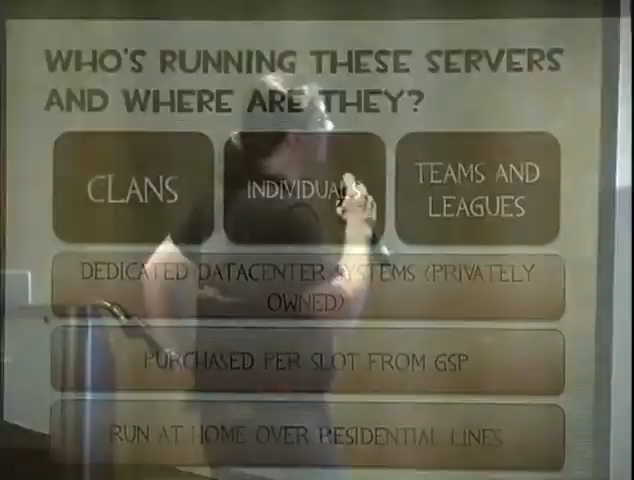 WHO'S RUNNING THESE SERVERS
AND WHERE ARE THEY?
CLANS
INDIVIDUALS
TEAMS AND
LEAGUES
DEDICATED DATACENTER SYSTEMS (PRIVATELY
OWNED)
PURCHASED PER SLOT FROM GSP
RUN AT HOME OVER RESIDENTIAL LINES